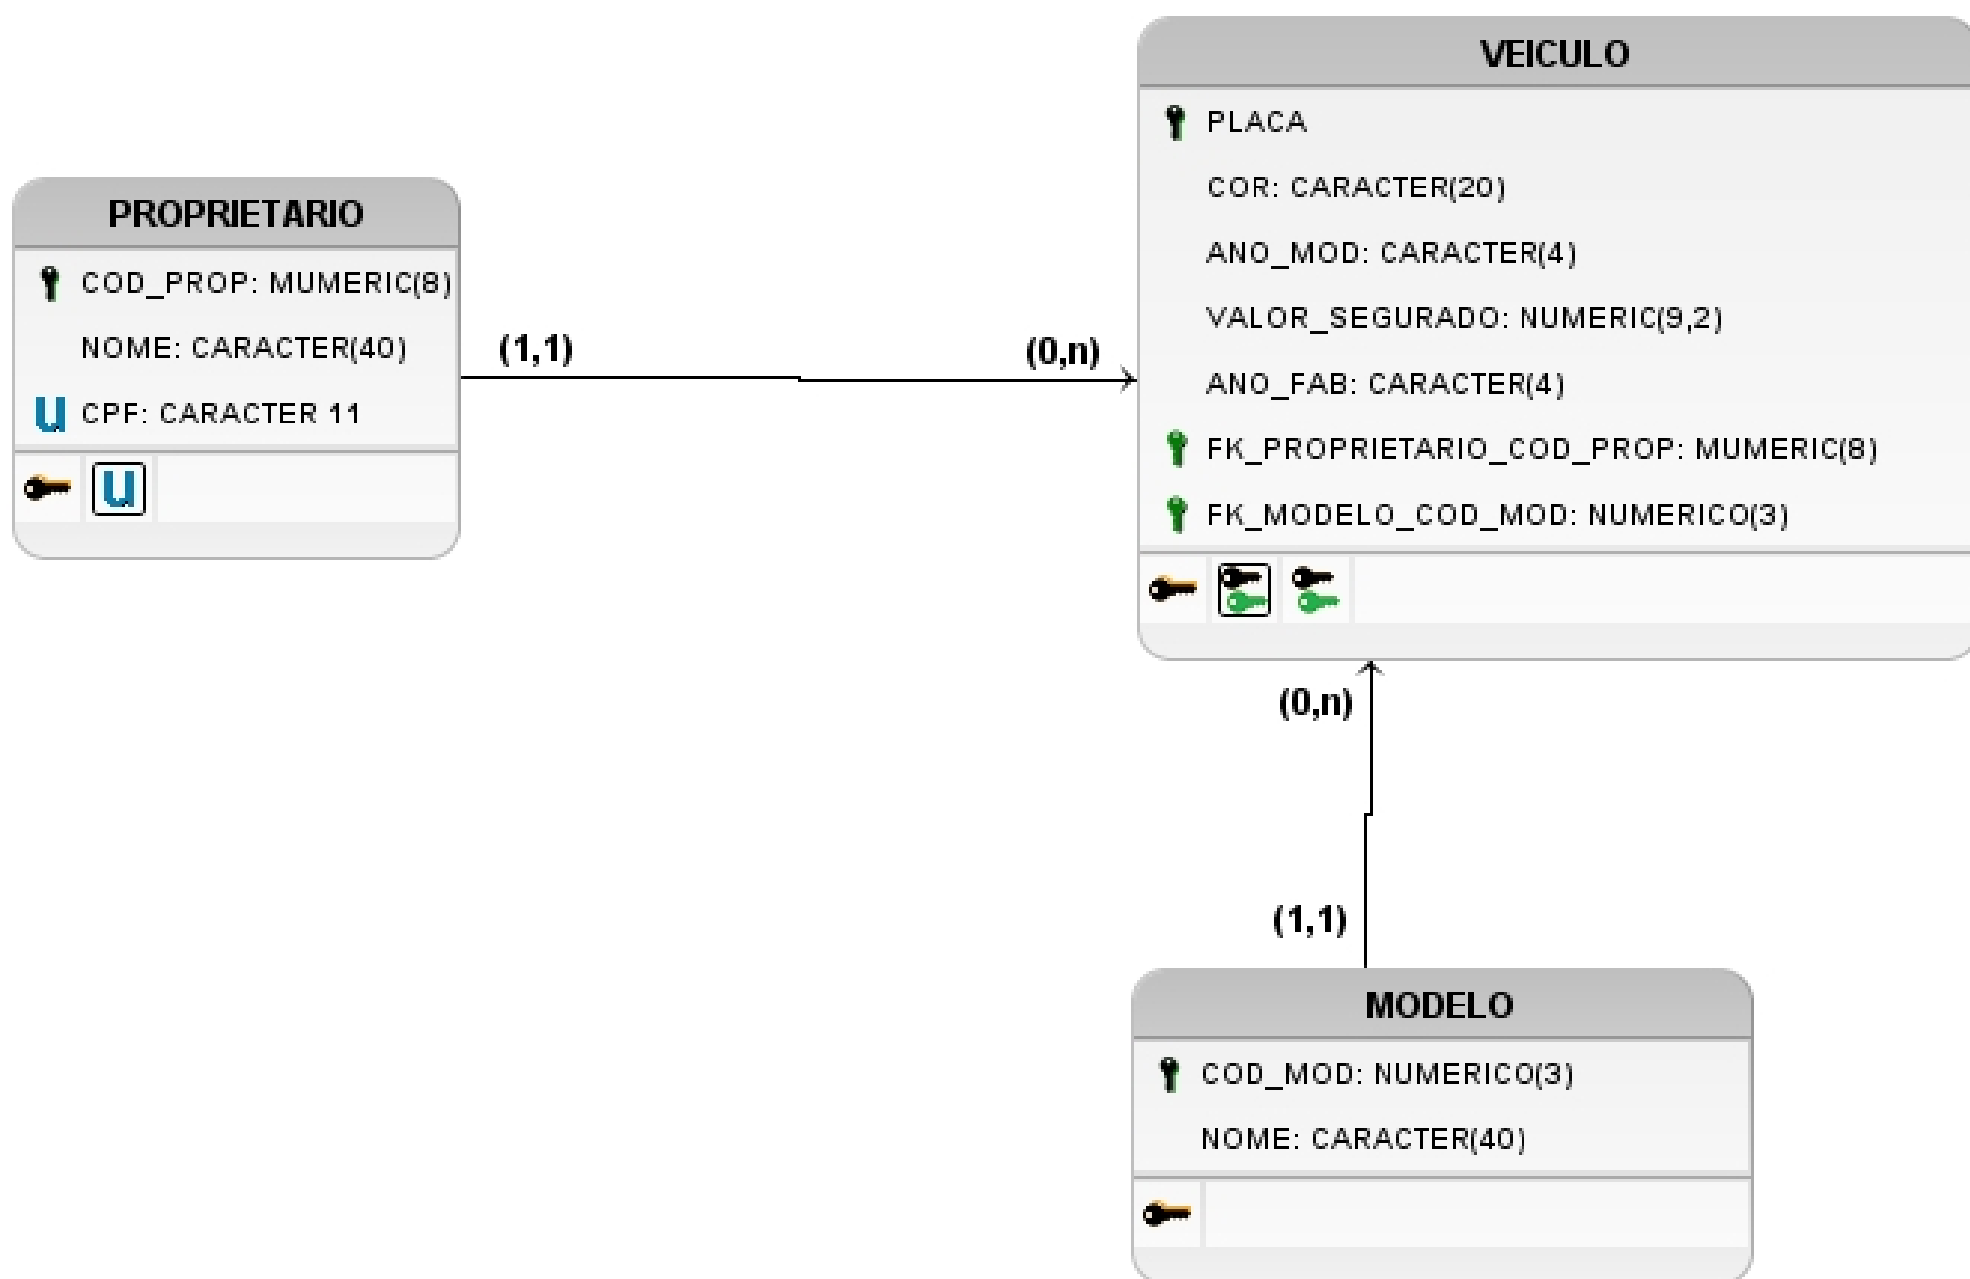 PROPRIETARIO
COD_PROP: MUMERIC(8)
NOME: CARACTER(40)
U CPF: CARACTER 11
U
(1,1)
(0,n)
VEICULO
PLACA
COR: CARACTER(20)
ANO_MOD: CARACTER(4)
VALOR_SEGURADO: NUMERIC(9,2)
ANO_FAB: CARACTER(4)
FK_PROPRIETARIO_COD_PROP: MUMERIC(8)
FK_MODELO_COD_MOD: NUMERICO(3)
(0,n)
(1,1)
MODELO
COD_MOD: NUMERICO(3)
NOME: CARACTER(40)